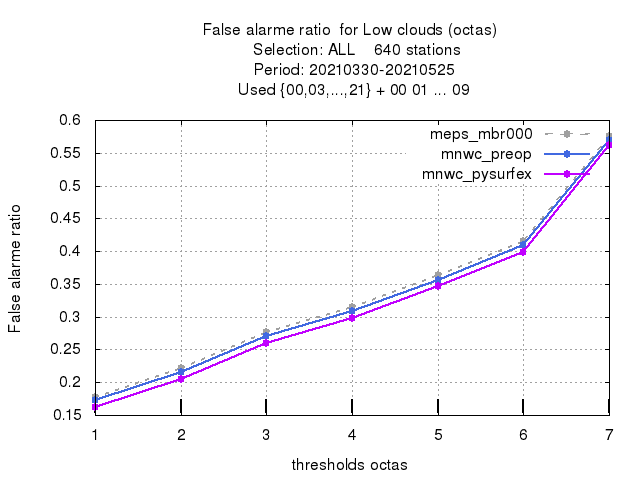 False alarme ratio  for Low clouds (octas)
Selection: ALL    640 stations
Period: 20210330-20210525
Used {00,03,...,21} + 00 01 ... 09
0.6
0.55
0.5
0.45
0.4
0.35
0.3
0.25
0.2
0.15
False alarme ratio
meps_mbr000
mnwc_preop
mnwc_pysurfex
1 2 3 4 5 6 7
thresholds octas